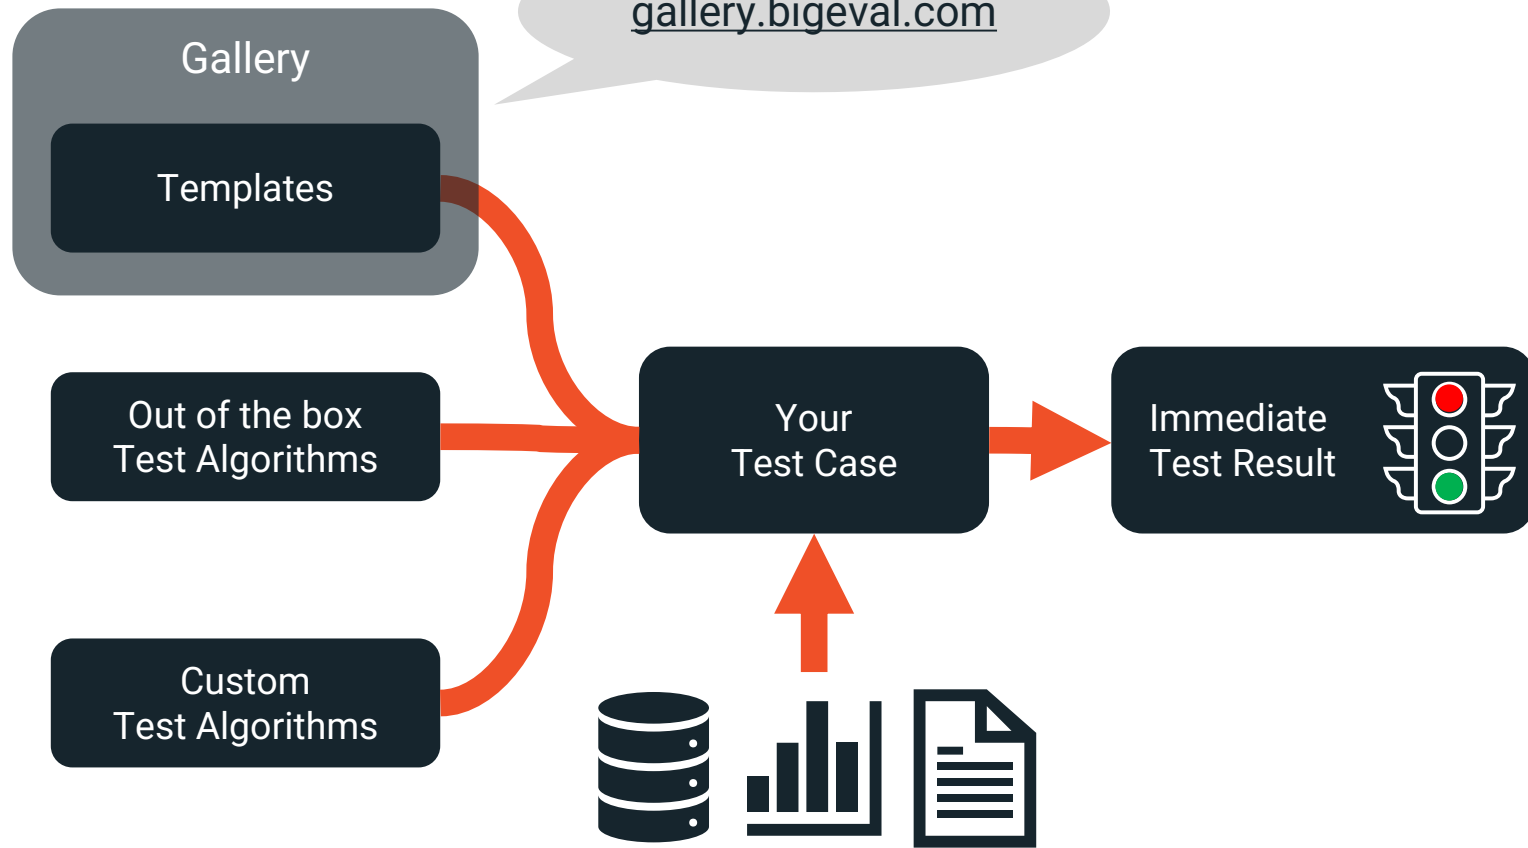 gallery.bigeval.com
Gallery
Templates
Out of the box
Test Algorithms
Your
Test Case
Immediate
Test Result
Custom
Test Algorithms